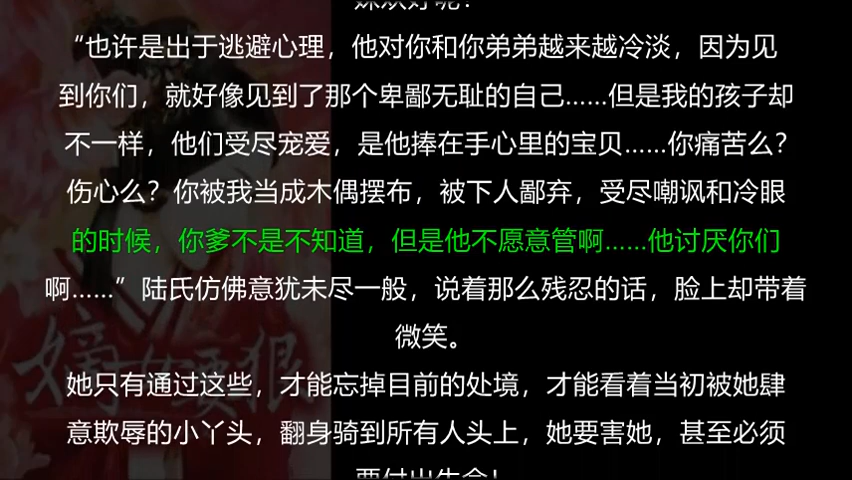 “也许是出于逃避心理，他对你和你弟弟越来越冷淡，因为见
到你们，就好像见到了那个卑鄙无耻的自己……但是我的孩子却
不一样，他们受尽宠爱，是他捧在手心里的宝贝……你痛苦么？
伤心么？你被我当成木偶摆布，被下人鄙弃，受尽嘲讽和冷眼
的时候，你爹不是不知道，但是他不愿意管啊……他讨厌你们
啊……”陆氏仿佛意犹未尽一般，说着那么残忍的话，脸上却带着
微笑。
她只有通过这些，才能忘掉目前的处境，才能看着当初被她肆
意欺辱的小丫头，翻身骑到所有人头上，她要害她，甚至必须
要付出生命！
嫡女要狠